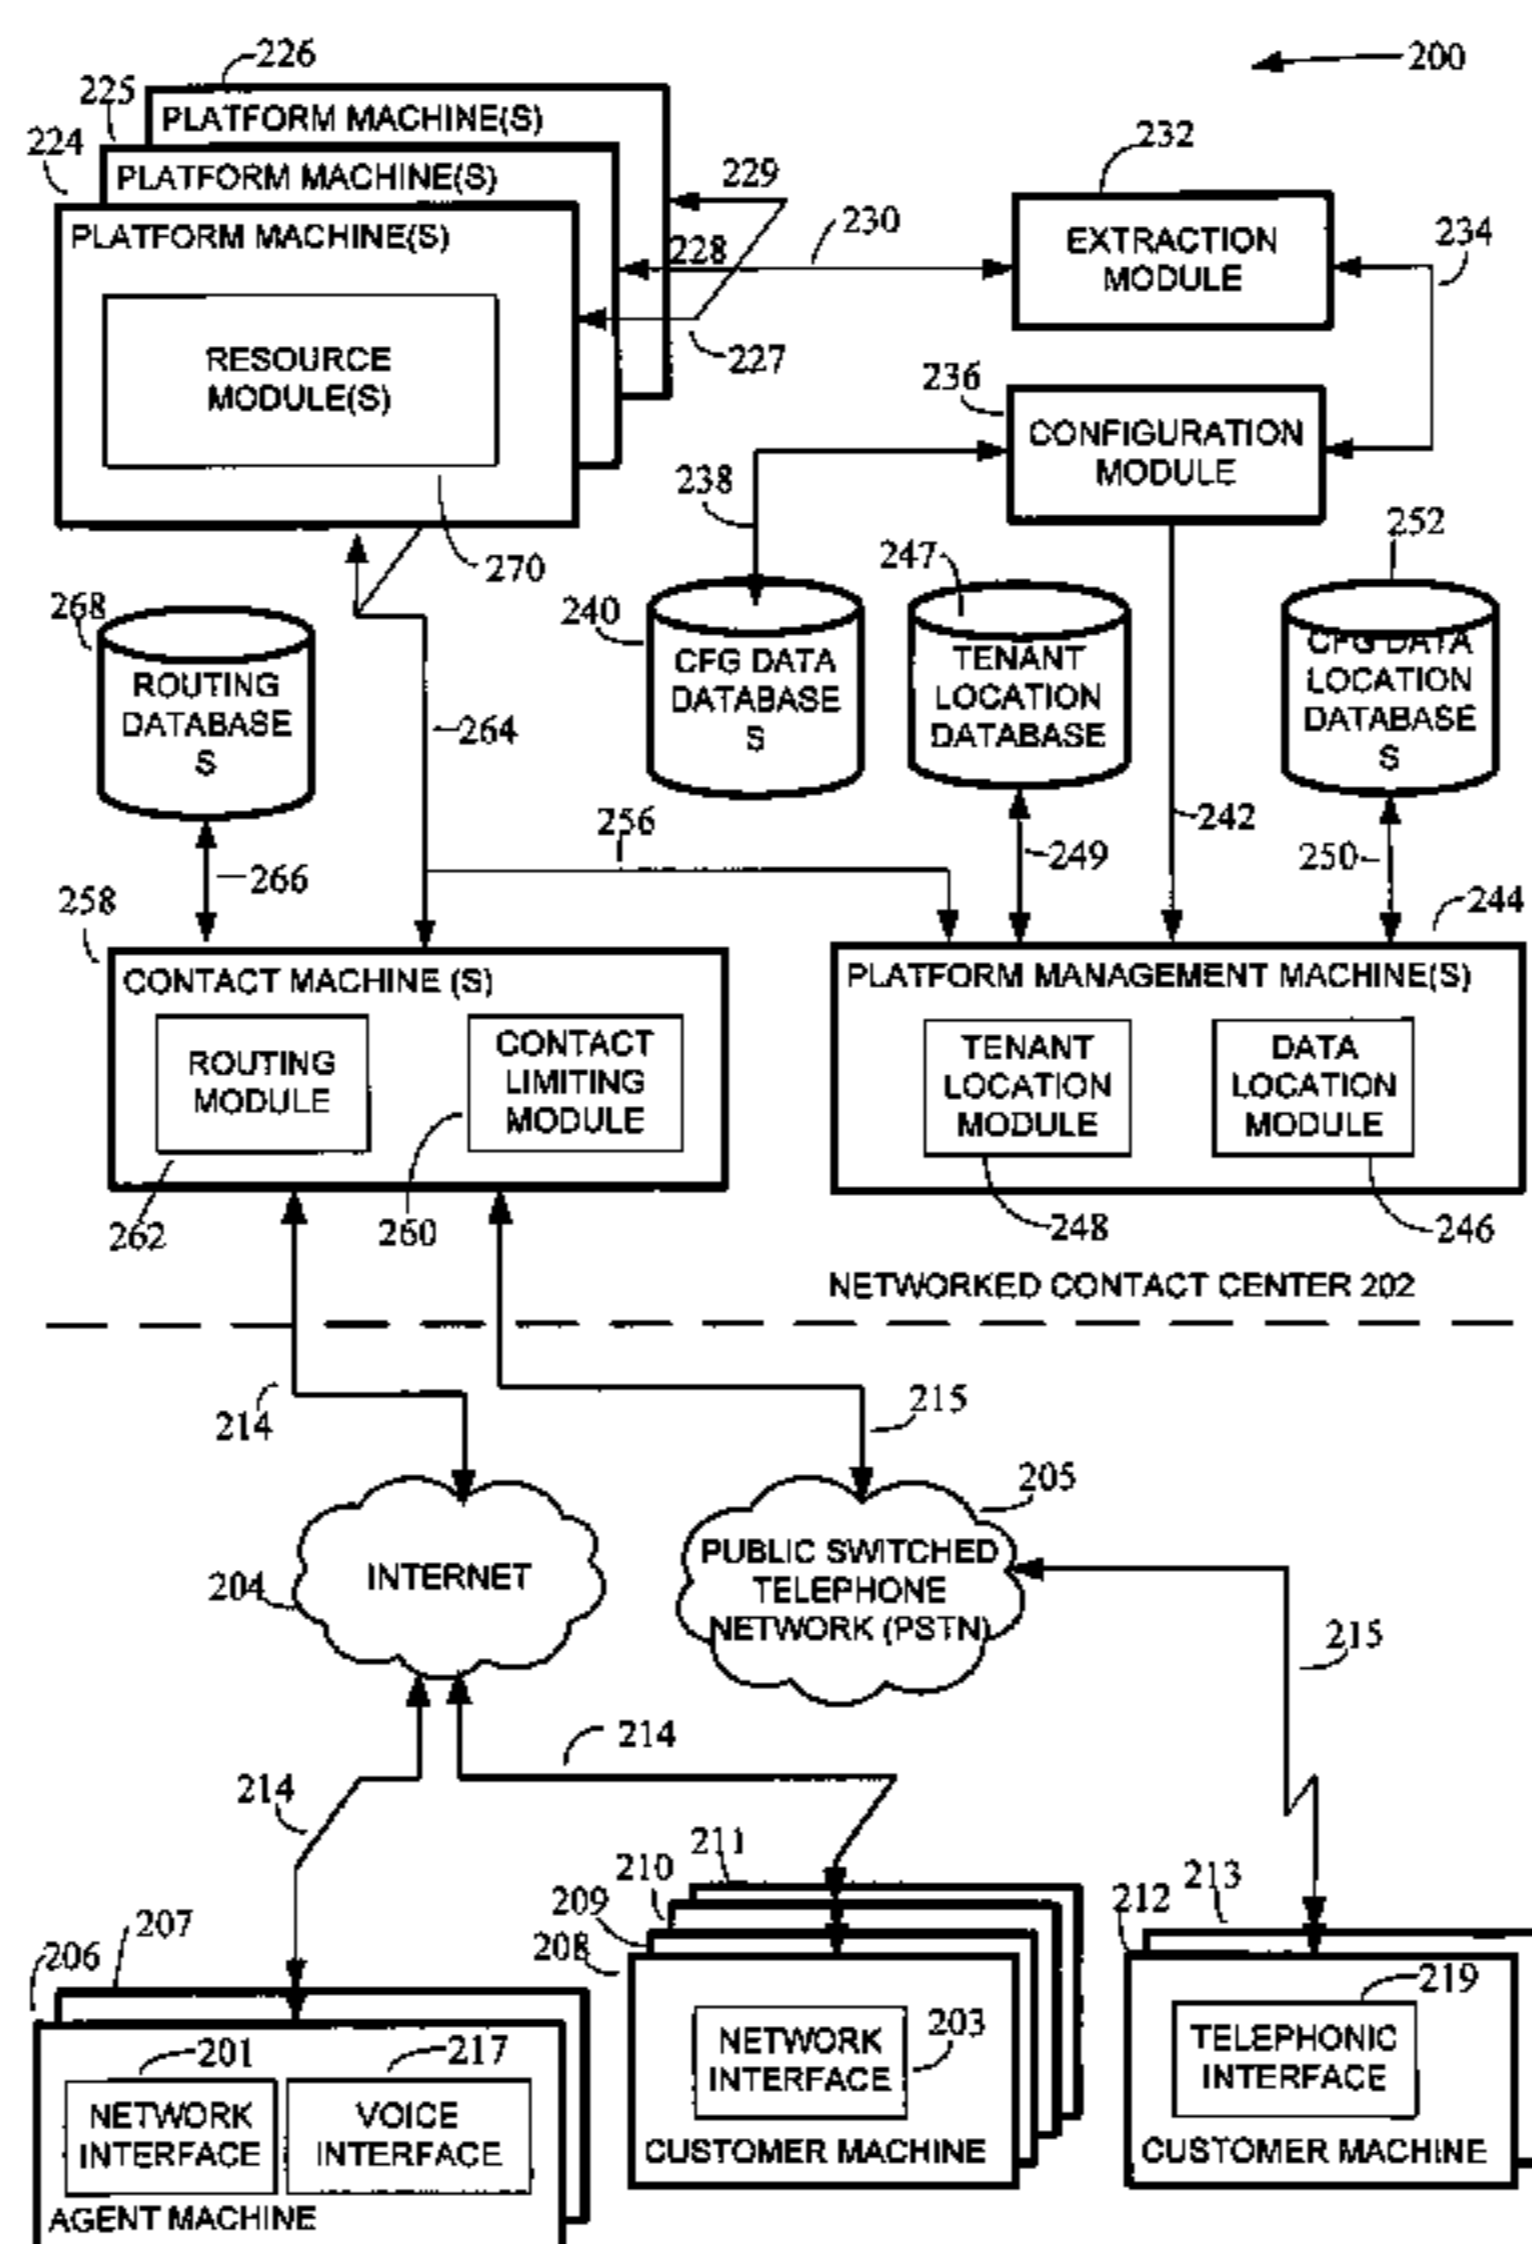 226
200
225
PLATFORM MACHINE(S)
224
PLATFORM MACHINE(S)
232
229
PLATFORM MACHINE(S)
230
EXTRACTION
MODULE
234
228
RESOURCE
MODULE(S)
227
236
CONFIGURATION
MODULE
238
252
270
247
268
240
CFG DATA
DATABASE
S
TENANT
LOCATION
DATABASE
CFG DATA
LOCATION
DATABASE
S
ROUTING
DATABASE
S
264
256
242
249
250
266
258
244
CONTACT MACHINE (S)
PLATFORM MANAGEMENT MACHINE(S)
ROUTING
MODULE
CONTACT
LIMITING
MODULE
TENANT
LOCATION
MODULE
DATA
LOCATION
MODULE
262
260
248
246
NETWORKED CONTACT CENTER 202
214
215
205
INTERNET
PUBLIC SWITCHED
TELEPHONE
NETWORK (PSTN)
204
215
214
214
211
210
213
209
212
207
208
206
219
201
217
NETWORK
INTERFACE
203
TELEPHONIC
INTERFACE
NETWORK
INTERFACE
VOICE
INTERFACE
CUSTOMER MACHINE
CUSTOMER MACHINE
AGENT MACHINE